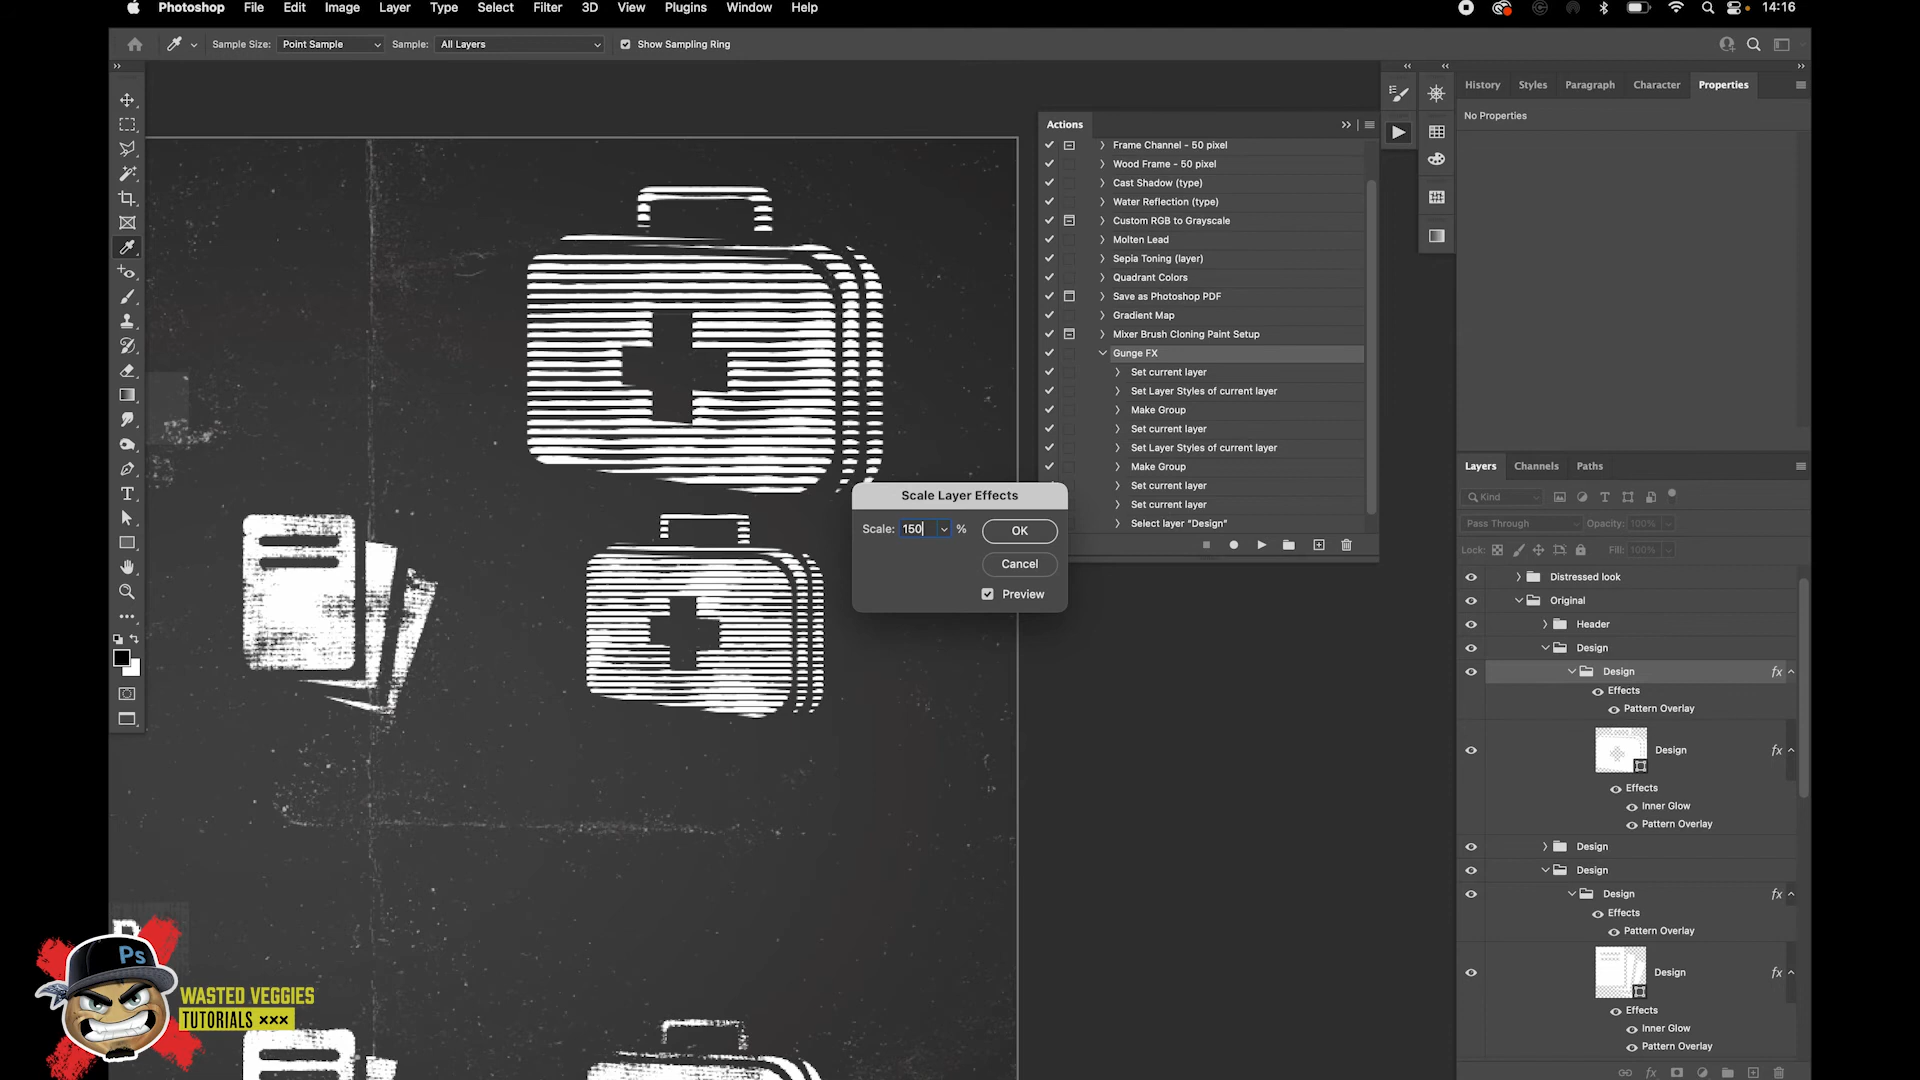 Photoshop File Edit Image Layer Type Select Filter 3D View Plugins Window Help 14:16
Sample Size: Point Sample Sample: All Layers Show Sampling Ring
History Styles Paragraph Character Properties
No Properties
Actions
Frame Channel - 50 pixel
Wood Frame - 50 pixel
Cast Shadow (type)
Water Reflection (type)
Custom RGB to Grayscale
Molten Lead
Sepia Toning (layer)
Quadrant Colors
Save as Photoshop PDF
Gradient Map
Mixer Brush Cloning Paint Setup
Gunge FX
Set current layer
Set Layer Styles of current layer
Make Group
Set current layer
Set Layer Styles of current layer
Make Group
Set current layer
Set current layer
Select layer "Design"
Scale Layer Effects
Scale: 150 %
OK
Cancel
Preview
Layers Channels Paths
Kind
Pass Through Opacity: 100%
Lock: Fill: 100%
Distressed look
Original
Header
Design
Design fx
Effects
Pattern Overlay
Design fx
Effects
Inner Glow
Pattern Overlay
Design
Design
Design fx
Effects
Pattern Overlay
Design fx
Effects
Inner Glow
Pattern Overlay
fx
Ps
WASTED VEGGIES
TUTORIALS xxx